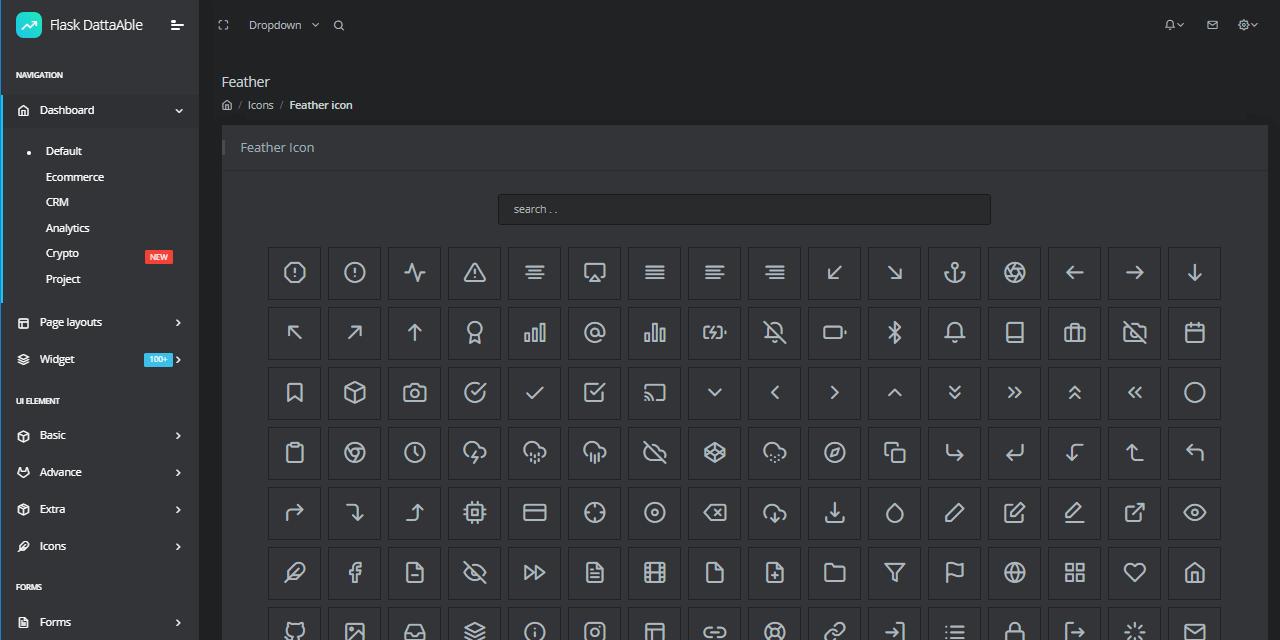 Flask DattaAble
Dropdown
NAVIGATION
Feather
Dashboard
/ Icons / Feather icon
Feather Icon
Default
Ecommerce
CRM
search . .
Analytics
Crypto
NEW
Project
Page layouts
Widget
100+
UI ELEMENT
Basic
Advance
Extra
Icons
FORMS
Forms